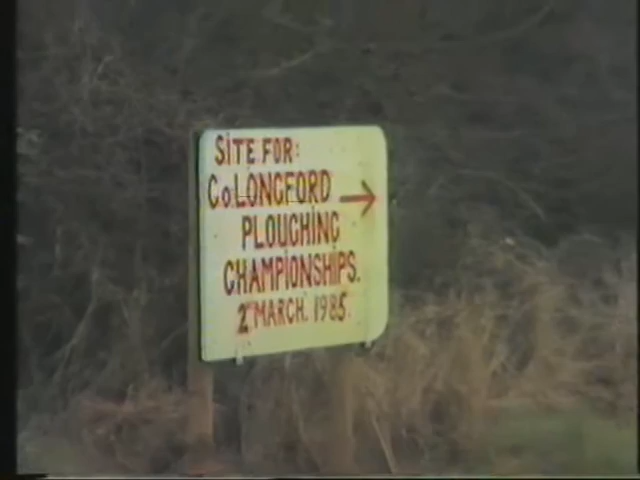 SiTE FOR:
Co. LONGFORD →
PLOUGHING
CHAMPiONSHiPS.
2 MARCH. 1985.